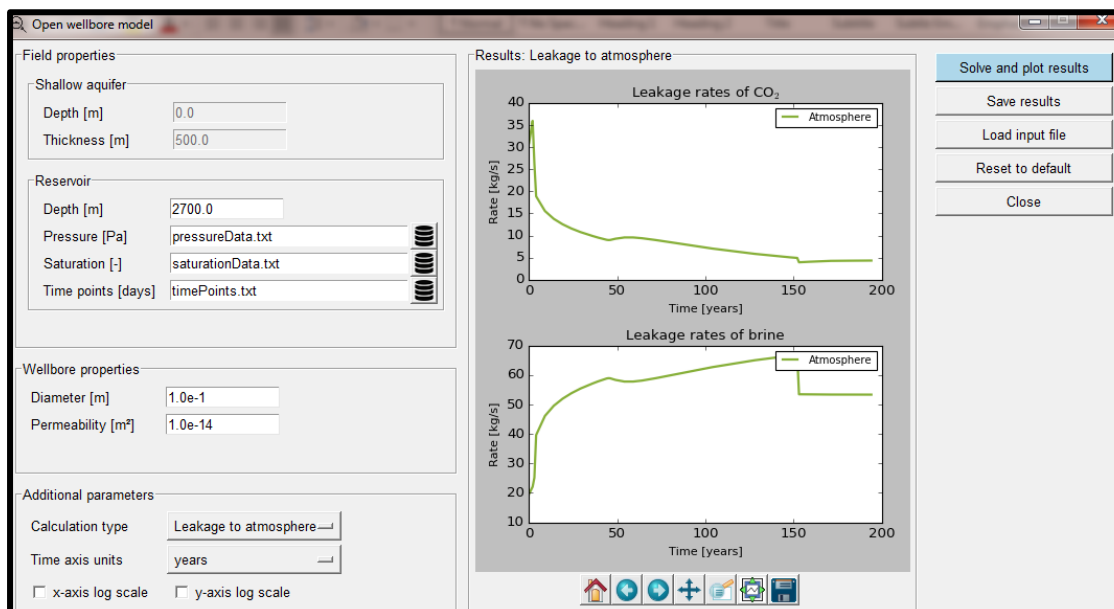 Open wellbore model
Field properties
Shallow aquifer
Depth [m] 0.0
Thickness [m] 500.0
Reservoir
Depth [m] 2700.0
Pressure [Pa] pressureData.txt
Saturation [-] saturationData.txt
Time points [days] timePoints.txt
Wellbore properties
Diameter [m] 1.0e-1
Permeability [m²] 1.0e-14
Additional parameters
Calculation type Leakage to atmosphere
Time axis units years
x-axis log scale y-axis log scale
Results: Leakage to atmosphere
Leakage rates of CO₂
Atmosphere
Rate [kg/s]
40
35
30
25
20
15
10
5
0
0 50 100 150 200
Time [years]
Leakage rates of brine
Atmosphere
Rate [kg/s]
70
60
50
40
30
20
10
0 50 100 150 200
Time [years]
Solve and plot results
Save results
Load input file
Reset to default
Close